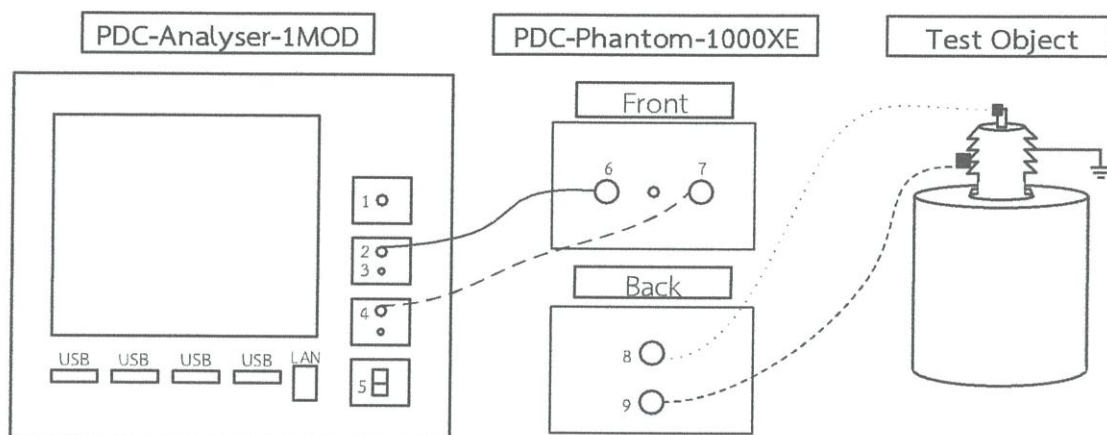 PDC-Analyser-1MOD
PDC-Phantom-1000XE
Test Object
Front
6
7
1
2
3
4
5
USB
USB
USB
USB
LAN
Back
8
9